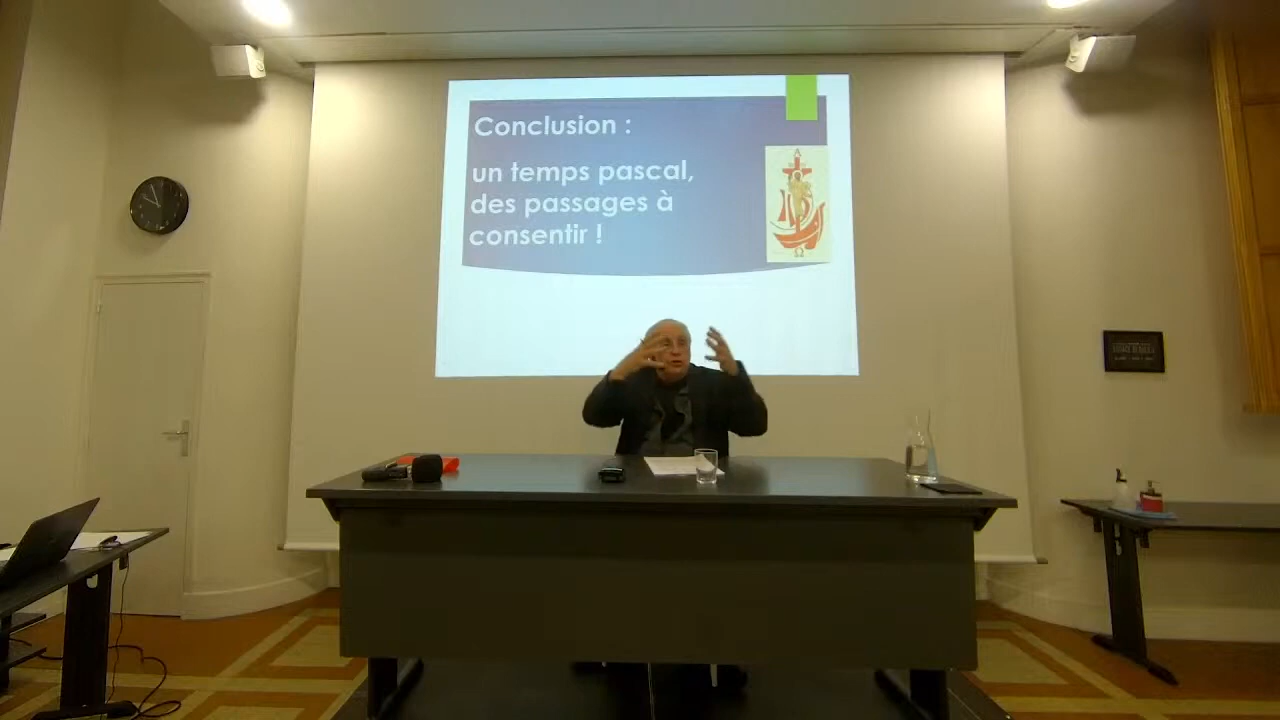 Conclusion :
un temps pascal,
des passages à
consentir !